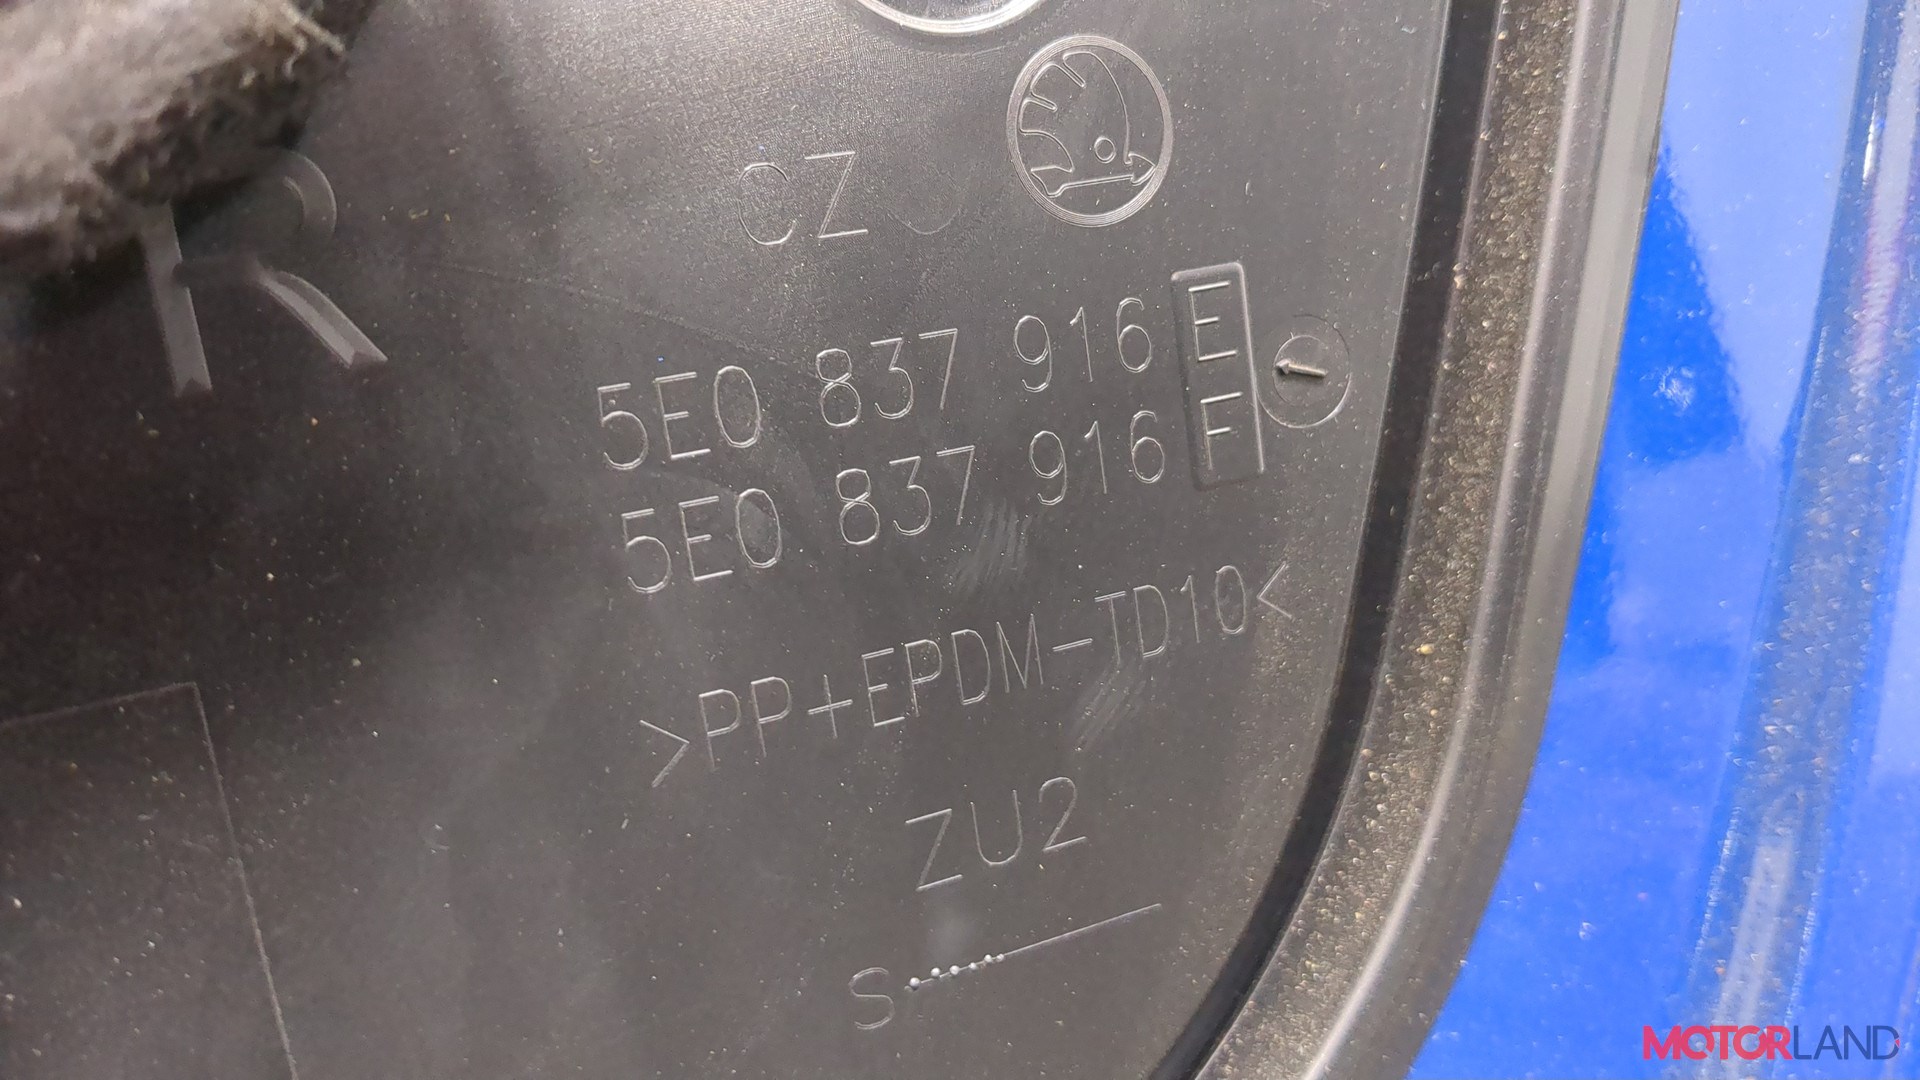 CZ
R
5E0 837 916 E
5E0 837 916 F
>PP+EPDM-TD10<
ZU2
S
MOTORLAND